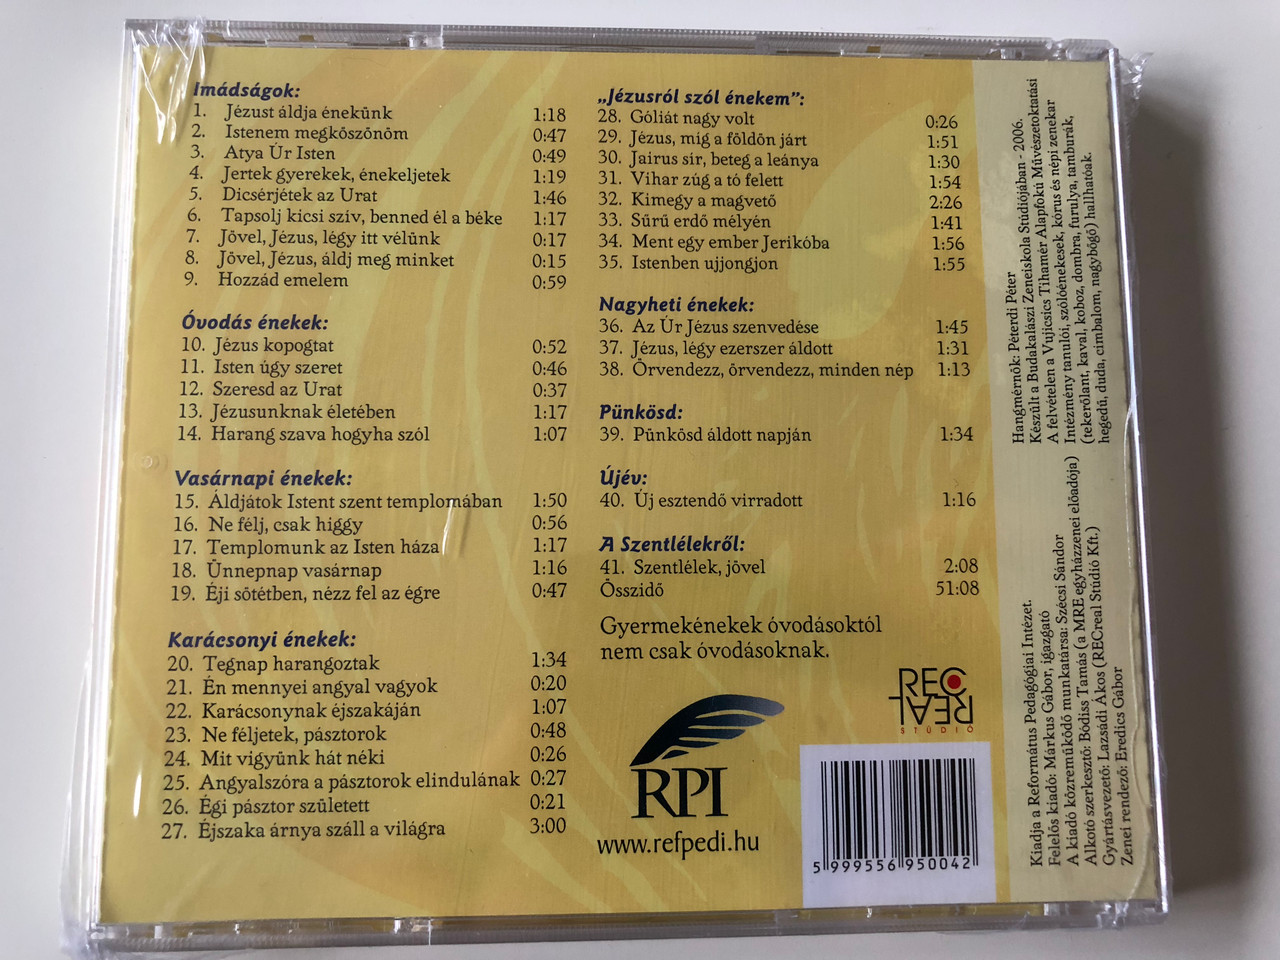 Imádságok:
1. Jézust áldja énekünk 1:18
2. Istenem megköszönöm 0:47
3. Atya Úr Isten 0:49
4. Jertek gyerekek, énekeljetek 1:19
5. Dicsérjétek az Urat 1:46
6. Tapsolj kicsi szív, benned él a béke 1:17
7. Jövel, Jézus, légy itt vélünk 0:17
8. Jövel, Jézus, áldj meg minket 0:15
9. Hozzád emelem 0:59
Óvodás énekek:
10. Jézus kopogtat 0:52
11. Isten úgy szeret 0:46
12. Szeresd az Urat 0:37
13. Jézusunknak életében 1:17
14. Harang szava hogyha szól 1:07
Vasárnapi énekek:
15. Áldjátok Istent szent templomában 1:50
16. Ne félj, csak higgy 0:56
17. Templomunk az Isten háza 1:17
18. Ünnepnap vasárnap 1:16
19. Éji sötétben, nézz fel az égre 0:47
Karácsonyi énekek:
20. Tegnap harangoztak 1:34
21. Én mennyei angyal vagyok 0:20
22. Karácsonynak éjszakáján 1:07
23. Ne féljetek, pásztorok 0:48
24. Mit vigyünk hát néki 0:26
25. Angyalszóra a pásztorok elindulának 0:27
26. Égi pásztor született 0:21
27. Éjszaka árnya száll a világra 3:00
„Jézusról szól énekem”:
28. Góliát nagy volt 0:26
29. Jézus, míg a földön járt 1:51
30. Jairus sír, beteg a leánya 1:30
31. Vihar zúg a tó felett 1:54
32. Kimegy a magvető 2:26
33. Sűrű erdő mélyén 1:41
34. Ment egy ember Jerikóba 1:56
35. Istenben ujjongjon 1:55
Nagyheti énekek:
36. Az Úr Jézus szenvedése 1:45
37. Jézus, légy ezerszer áldott 1:31
38. Örvendezz, örvendezz, minden nép 1:13
Pünkösd:
39. Pünkösd áldott napján 1:34
Újév:
40. Új esztendő virradott 1:16
A Szentlélekről:
41. Szentlélek, jövel 2:08
Összidő 51:08
Gyermekénekek óvodásoktól
nem csak óvodásoknak.
RPI
www.refpedi.hu
REC
REAL
STÚDIÓ
5 999556 950042
Hangmérnök: Péterdi Péter
Készült a Budakalászi Zeneiskola Stúdiójában - 2006.
A felvételen a Vujicsics Tihamér Alapfokú Művészetoktatási
Intézmény tanulói, szólóénekesek, kórus és népi zenekar
(tekerőlant, kaval, koboz, dombra, furulya, tamburák,
hegedű, duda, cimbalom, nagybőgő) hallhatóak.
Kiadja a Református Pedagógiai Intézet.
Felelős kiadó: Márkus Gábor, igazgató
A kiadó közreműködő munkatársa: Szécsi Sándor
Alkotó szerkesztő: Bódiss Tamás (a MRE egyházzenei előadója)
Gyártásvezető: Lazsádi Ákos (RECreal Stúdió Kft.)
Zenei rendező: Eredics Gábor